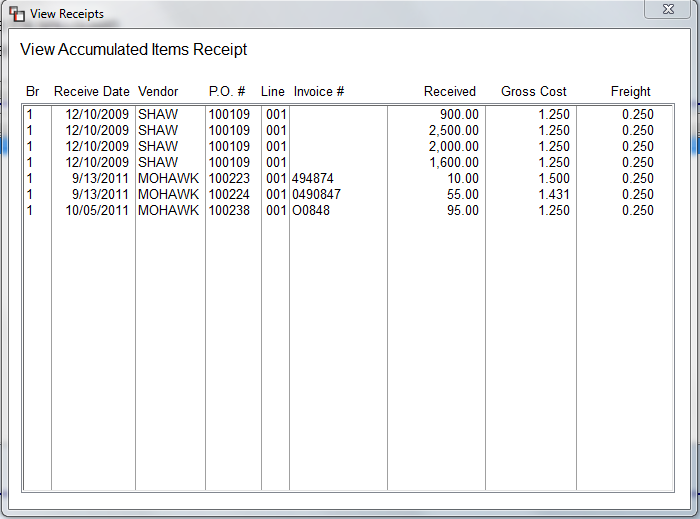 View Receipts
View Accumulated Items Receipt
Br Receive Date Vendor P.O. # Line Invoice # Received Gross Cost Freight
1 12/10/2009 SHAW 100109 001 900.00 1.250 0.250
1 12/10/2009 SHAW 100109 001 2,500.00 1.250 0.250
1 12/10/2009 SHAW 100109 001 2,000.00 1.250 0.250
1 12/10/2009 SHAW 100109 001 1,600.00 1.250 0.250
1 9/13/2011 MOHAWK 100223 001 494874 10.00 1.500 0.250
1 9/13/2011 MOHAWK 100224 001 0490847 55.00 1.431 0.250
1 10/05/2011 MOHAWK 100238 001 O0848 95.00 1.250 0.250